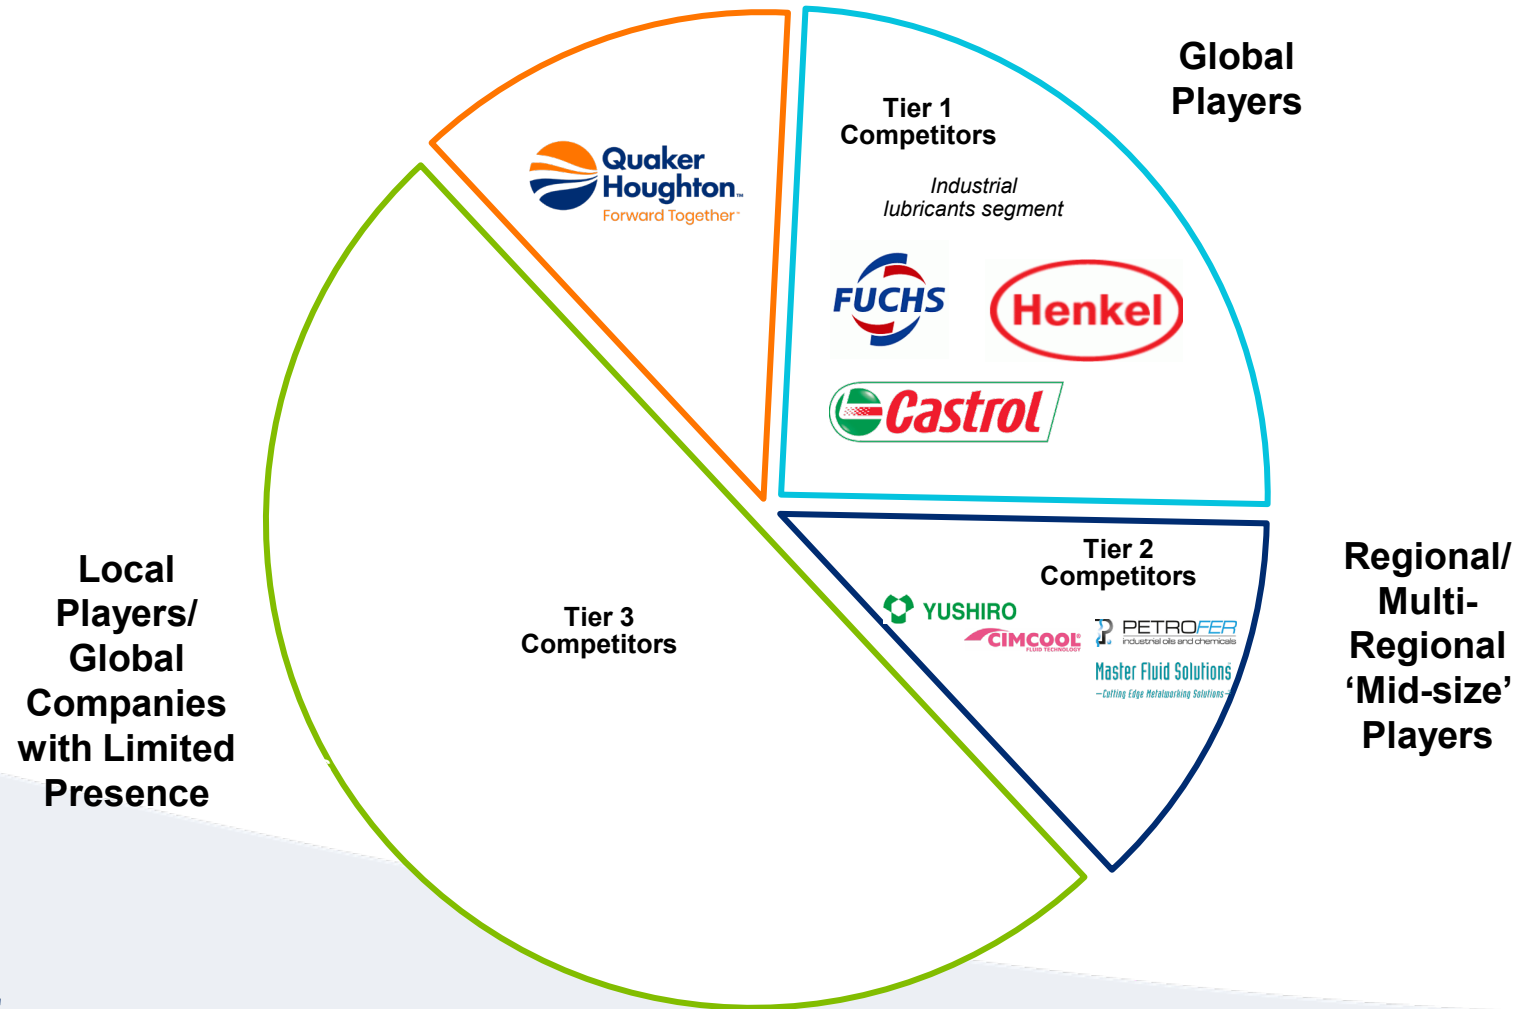 Global
Players
Tier 1
Competitors
Industrial
lubricants segment
Quaker
Houghton™
Forward Together
FUCHS
Henkel
Castrol
Tier 2
Competitors
YUSHIRO
CIMCOOL
FLUID TECHNOLOGY
PETROFER
industrial oils and chemicals
Master Fluid Solutions
—Cutting Edge Metalworking Solutions—
Regional/
Multi-
Regional
‘Mid-size’
Players
Tier 3
Competitors
Local
Players/
Global
Companies
with Limited
Presence